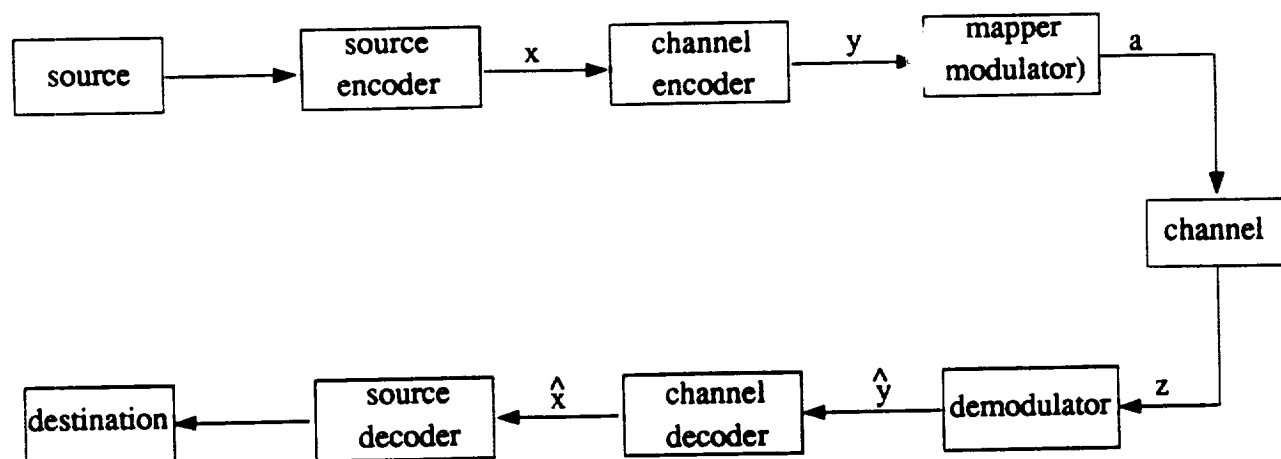 source
source
encoder
x
channel
encoder
y
mapper
modulator)
a
channel
z
demodulator
ŷ
channel
decoder
x̂
source
decoder
destination